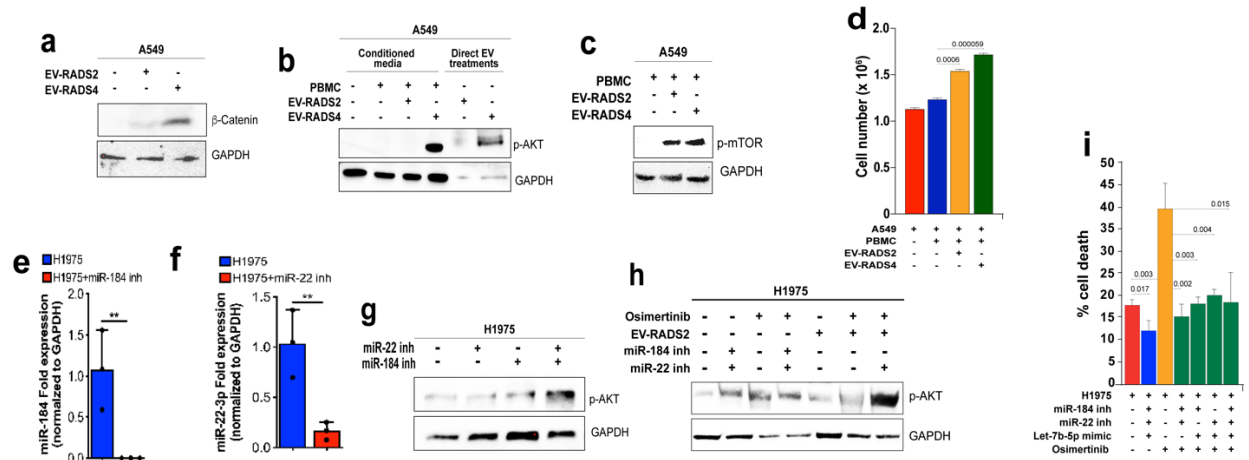 a
A549
EV-RADS2 - + -
EV-RADS4 - - +
β-Catenin
GAPDH
b
A549
Conditioned media
Direct EV treatments
PBMC - + + + - -
EV-RADS2 - - + - + -
EV-RADS4 - - - + - +
p-AKT
GAPDH
c
A549
PBMC + + +
EV-RADS2 - + -
EV-RADS4 - - +
p-mTOR
GAPDH
d
Cell number (x 10⁶)
2.0
1.5
1.0
0
0.000059
0.0006
A549 + + + +
PBMC - + + +
EV-RADS2 - - + -
EV-RADS4 - - - +
e
H1975
H1975+miR-184 inh
miR-184 Fold expression
(normalized to GAPDH)
2.0
1.5
1.0
0.5
0.0
**
f
H1975
H1975+miR-22 inh
miR-22-3p Fold expression
(normalized to GAPDH)
1.5
1.0
0.5
0.0
**
g
H1975
miR-22 inh - + - +
miR-184 inh - - + +
p-AKT
GAPDH
h
H1975
Osimertinib - - + + - + +
EV-RADS2 - - - - + + +
miR-184 inh - + - + - - +
miR-22 inh - + - + - - +
p-AKT
GAPDH
i
% cell death
50
45
40
35
30
25
20
15
10
5
0
0.015
0.004
0.003
0.003
0.017
0.002
H1975 + + + + + + +
miR-184 inh - + - + + - +
miR-22 inh - + - + - + +
Let-7b-5p mimic - + - - + + +
Osimertinib - - + + + + +